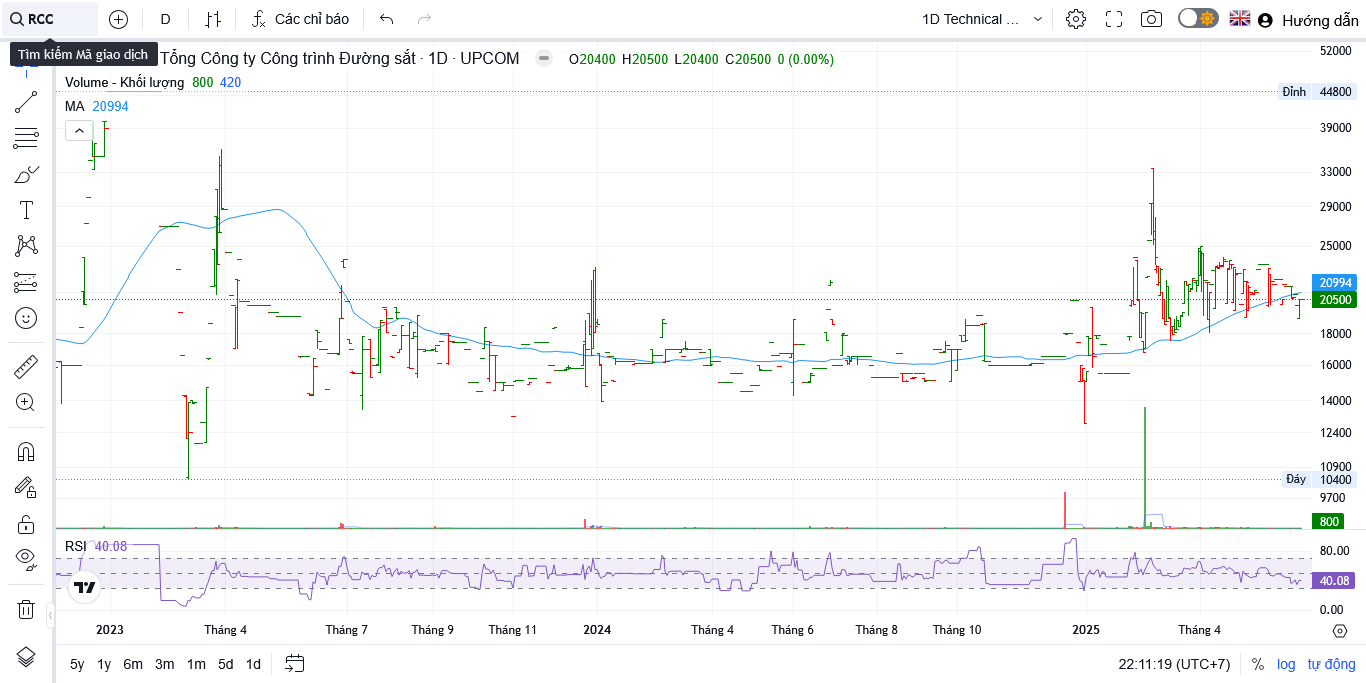 RCC D Các chỉ báo 1D Technical ... Hướng dẫn
Tìm kiếm Mã giao dịch
Tổng Công ty Công trình Đường sắt · 1D · UPCOM O20400 H20500 L20400 C20500 0 (0.00%)
Volume - Khối lượng 800 420
MA 20994
52000
Đỉnh 44800
39000
33000
29000
25000
20994
20500
18000
16000
14000
12400
10900
Đáy 10400
9700
800
RSI 40.08
80.00
40.08
0.00
2023 Tháng 4 Tháng 7 Tháng 9 Tháng 11 2024 Tháng 4 Tháng 6 Tháng 8 Tháng 10 2025 Tháng 4
5y 1y 6m 3m 1m 5d 1d 22:11:19 (UTC+7) % log tự động